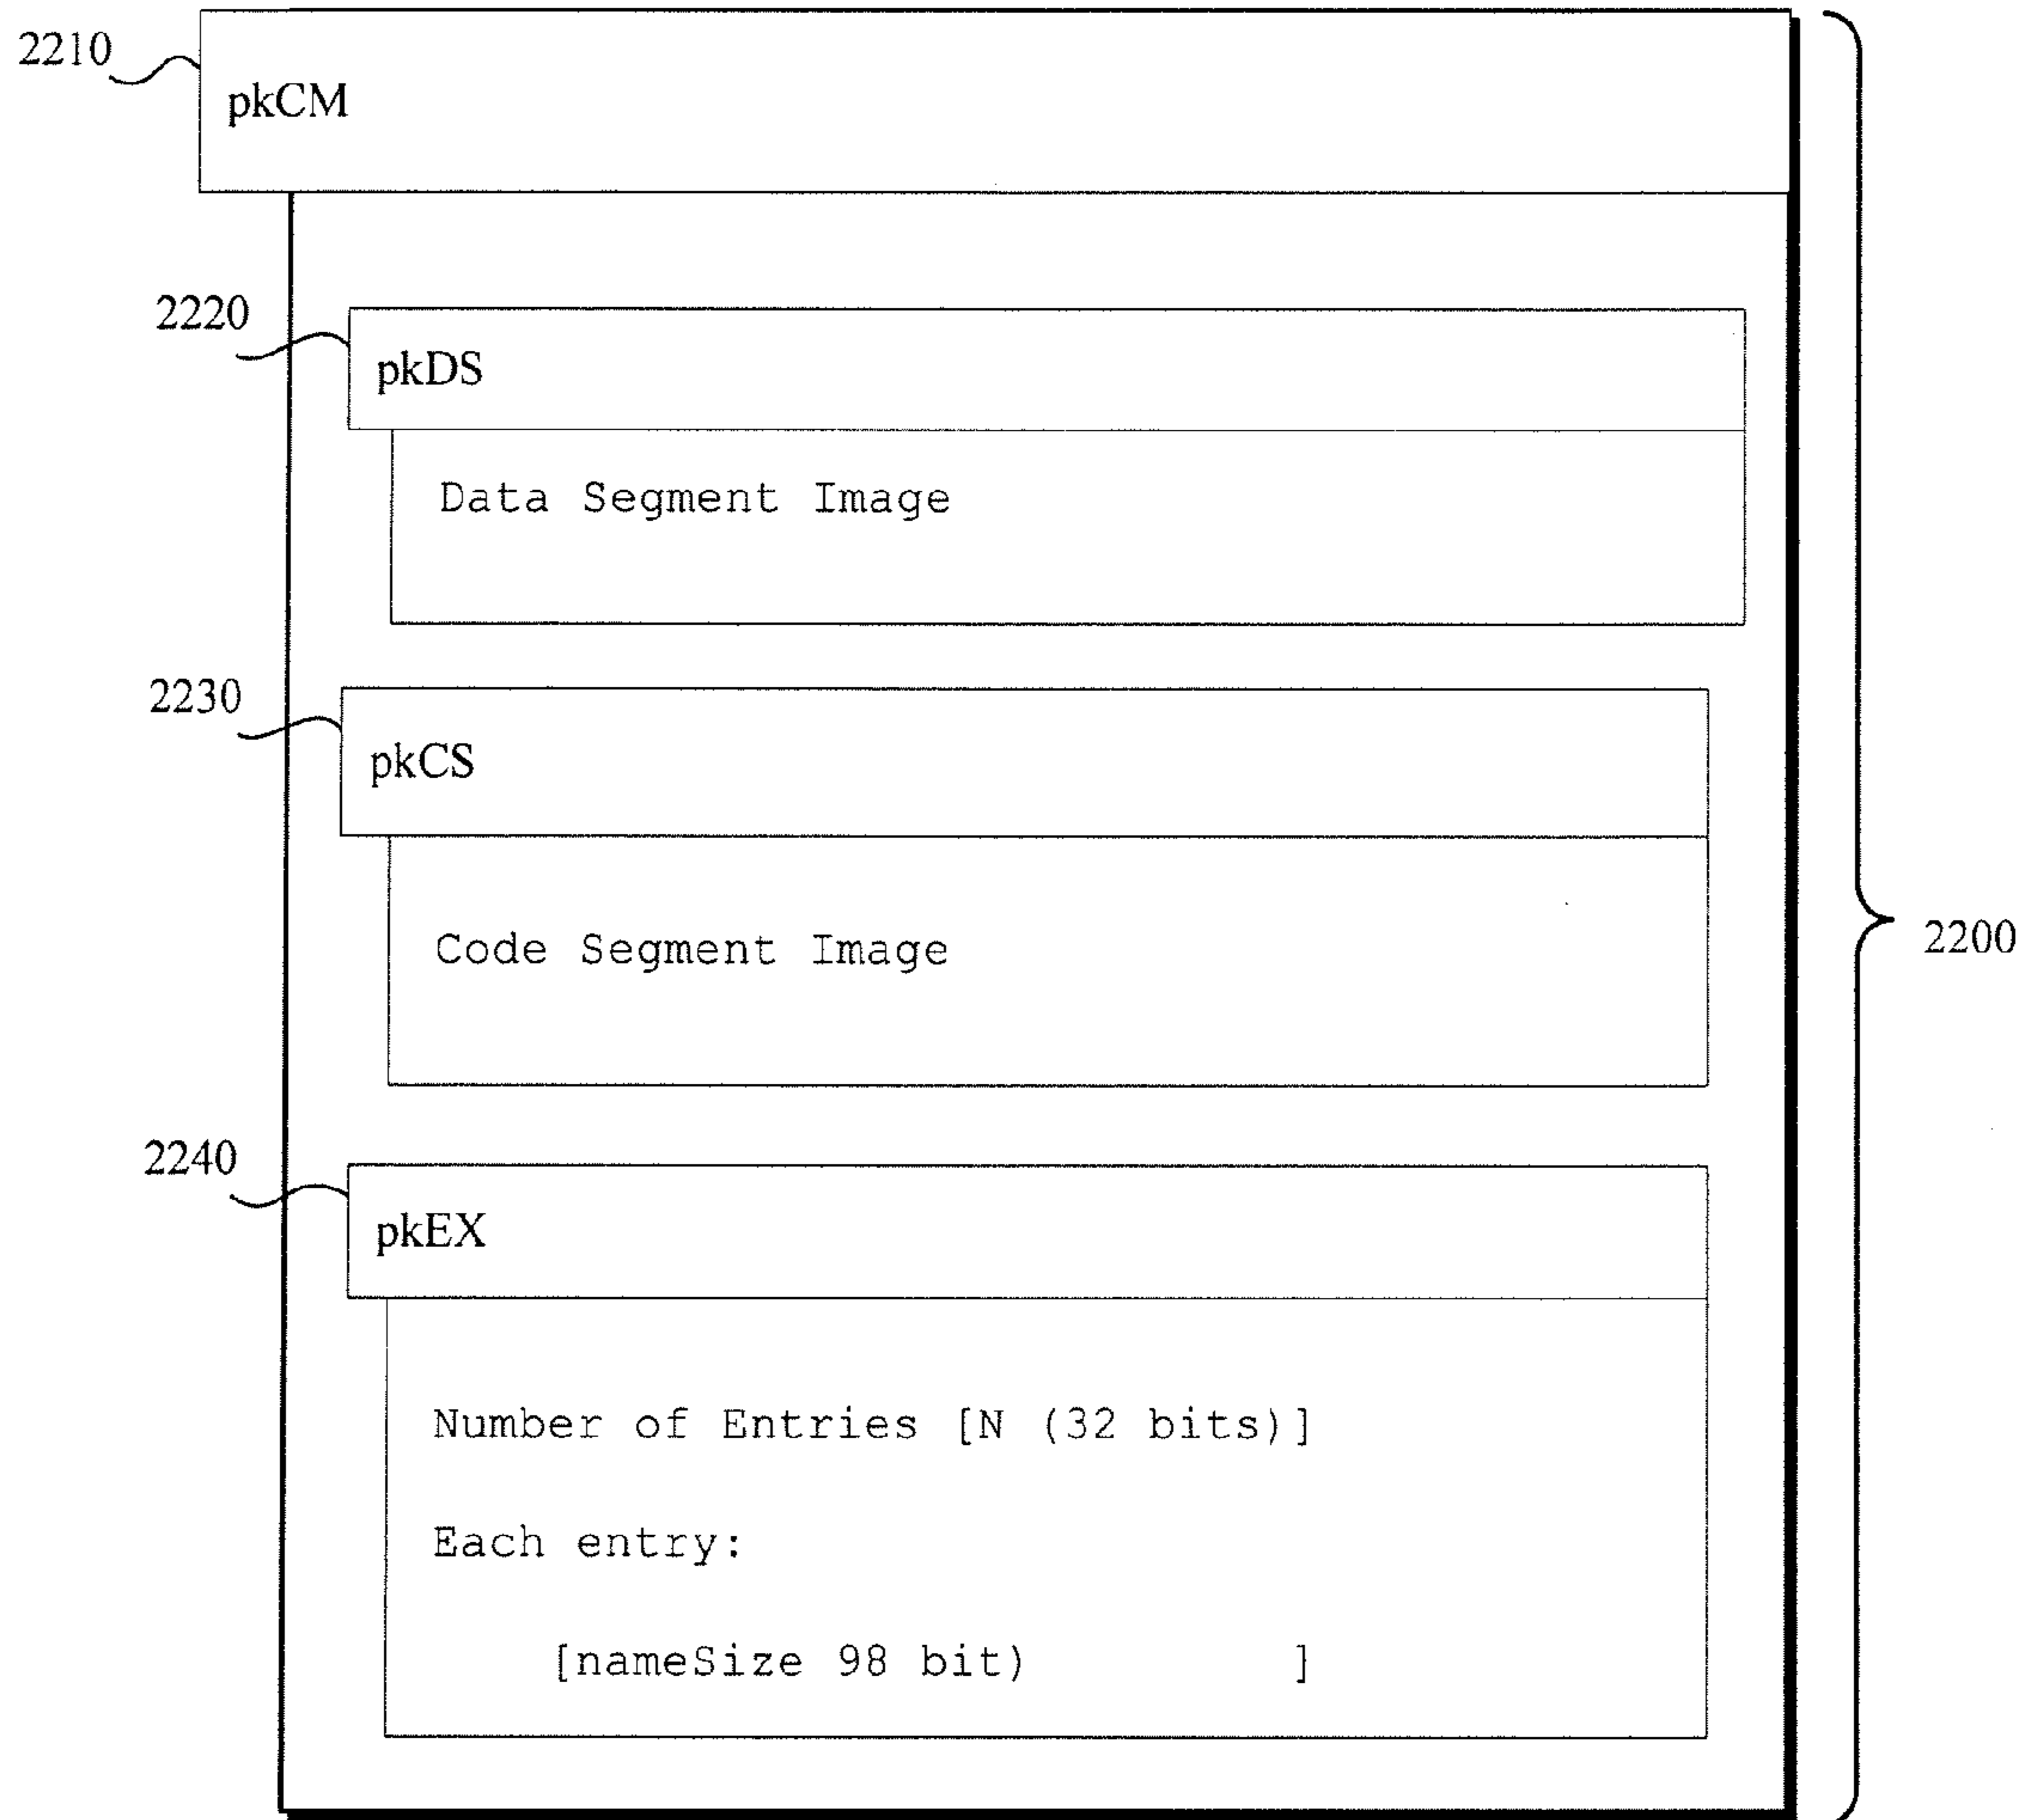 2210
pkCM
2220
pkDS
Data Segment Image
2230
pkCS
Code Segment Image
2200
2240
pkEX
Number of Entries [N (32 bits)]
Each entry:
[nameSize 98 bit) ]